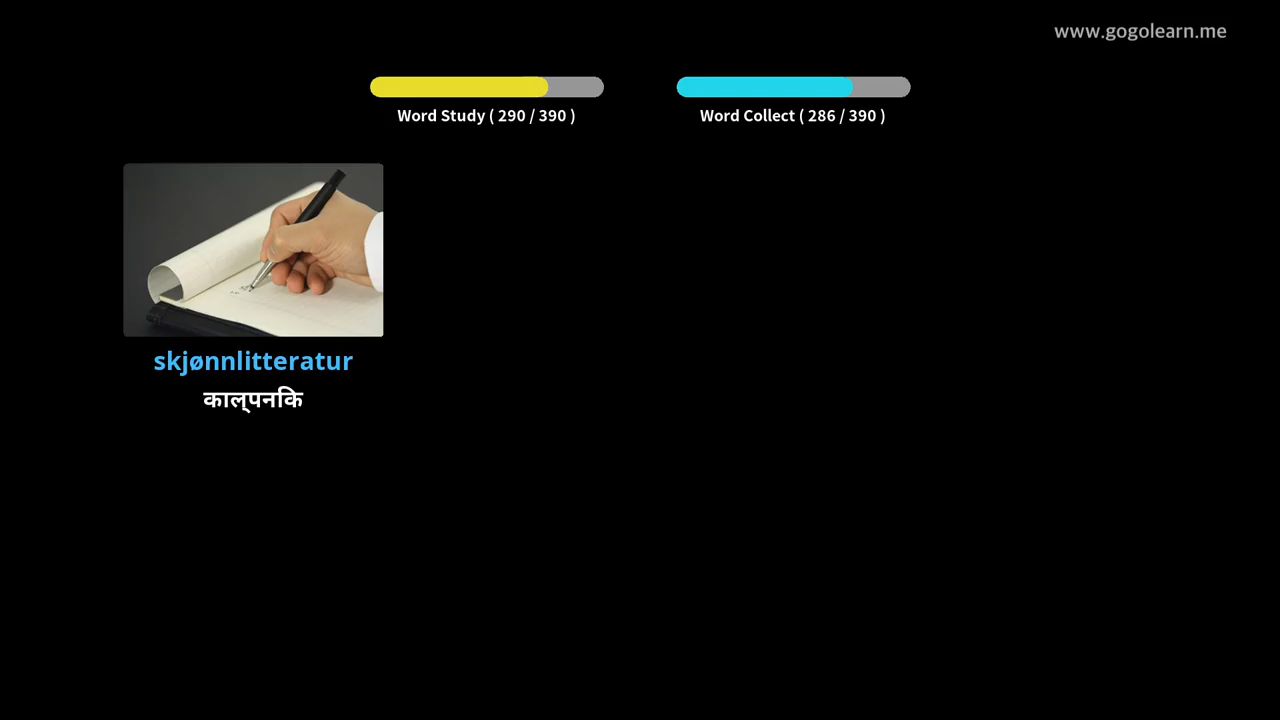 www.gogolearn.me
Word Study ( 290 / 390 )
Word Collect ( 286 / 390 )
skjønnlitteratur
काल्पनिक